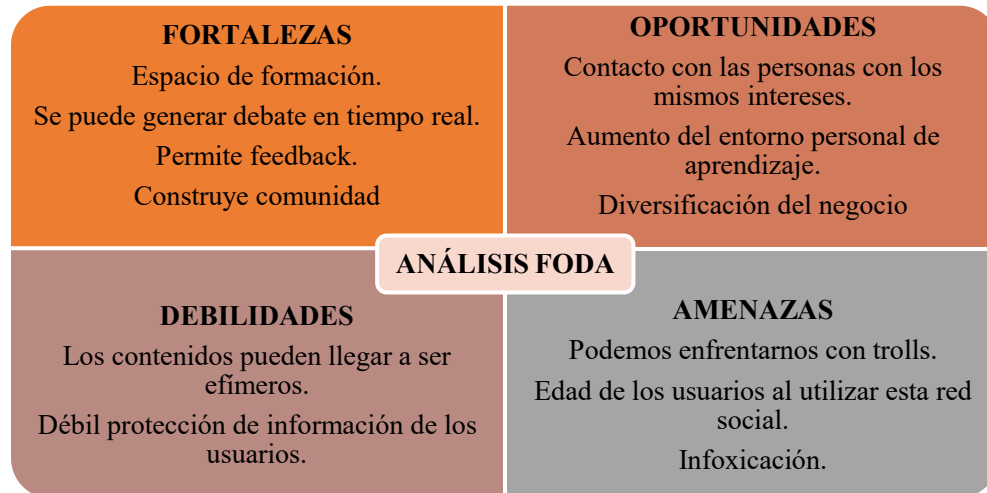 FORTALEZAS
Espacio de formación.
Se puede generar debate en tiempo real.
Permite feedback.
Construye comunidad
OPORTUNIDADES
Contacto con las personas con los
mismos intereses.
Aumento del entorno personal de
aprendizaje.
Diversificación del negocio
ANÁLISIS FODA
DEBILIDADES
Los contenidos pueden llegar a ser
efímeros.
Débil protección de información de los
usuarios.
AMENAZAS
Podemos enfrentarnos con trolls.
Edad de los usuarios al utilizar esta red
social.
Infoxicación.